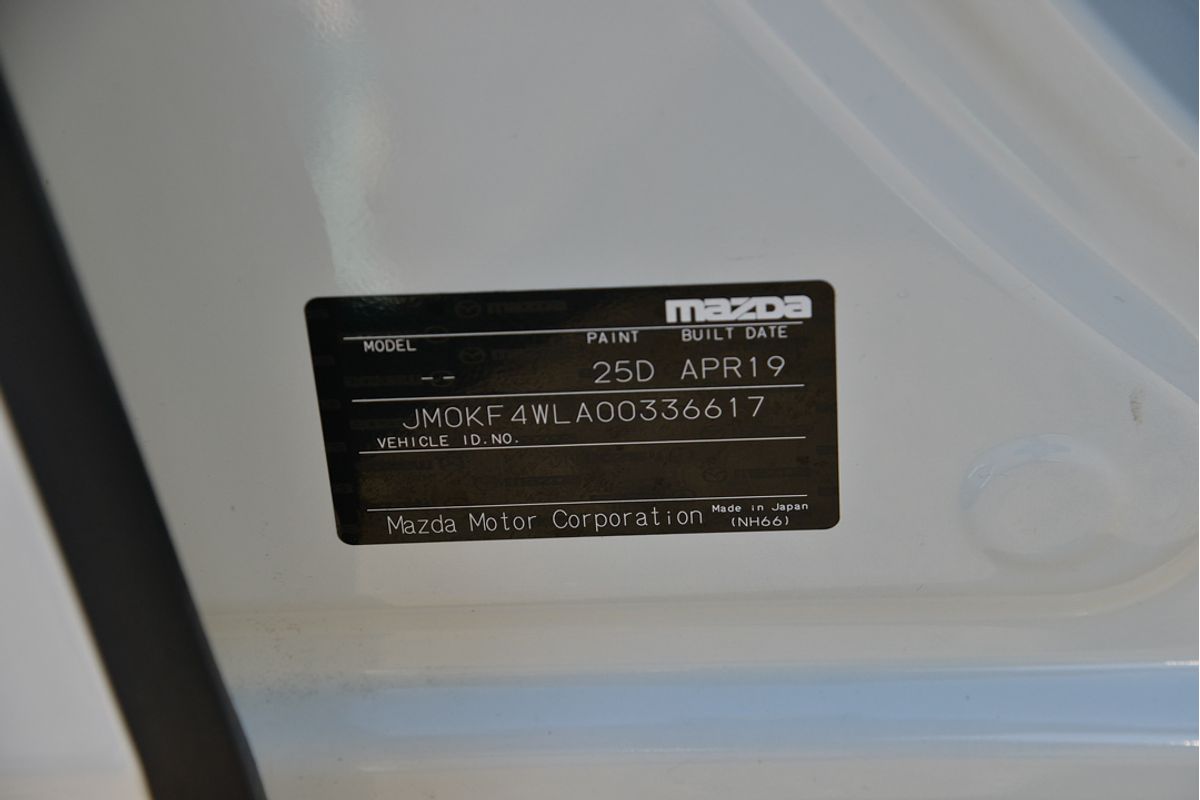 mazda
MODEL PAINT BUILT DATE
-- 25D APR19
JM0KF4WLA00336617
VEHICLE ID.NO.
Mazda Motor Corporation Made in Japan
(NH66)